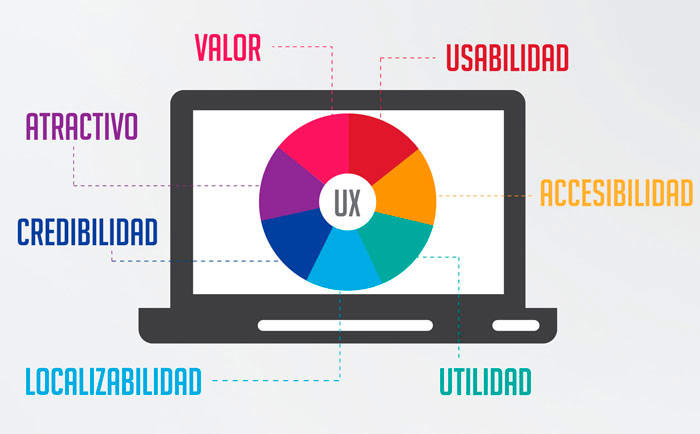 VALOR
USABILIDAD
ATRACTIVO
ACCESIBILIDAD
UX
CREDIBILIDAD
LOCALIZABILIDAD
UTILIDAD